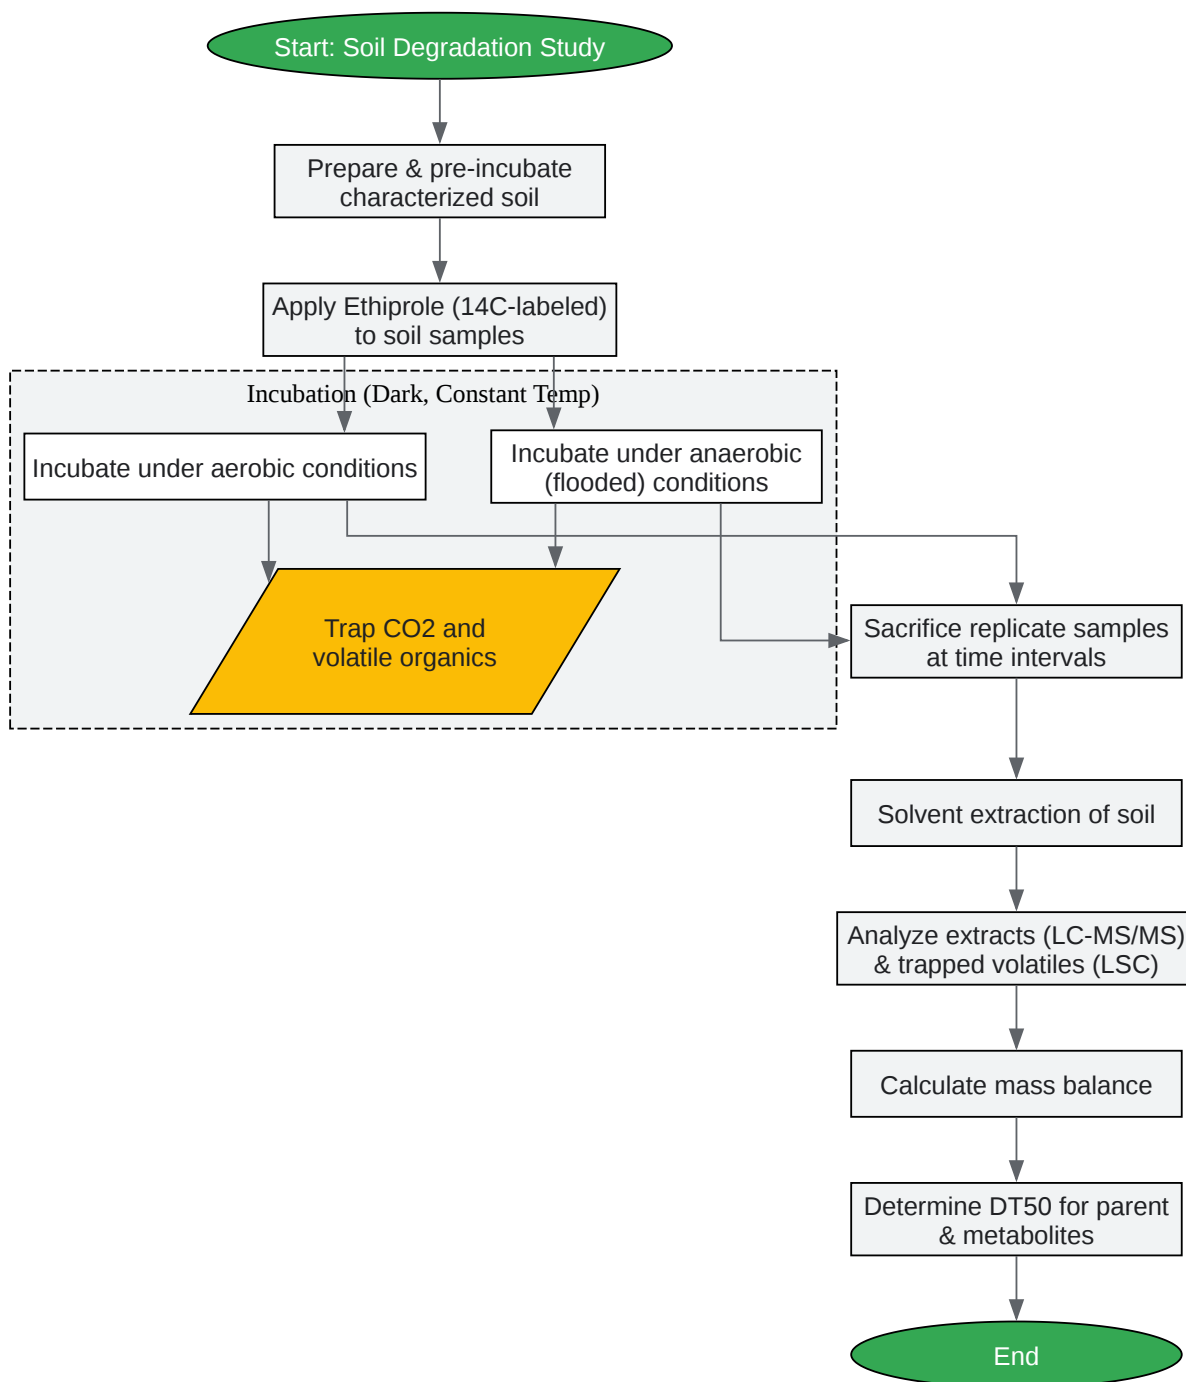 Start: Soil Degradation Study
Prepare & pre-incubate
characterized soil
Apply Ethiprole (14C-labeled)
to soil samples
Incubation (Dark, Constant Temp)
Incubate under aerobic conditions
Incubate under anaerobic
(flooded) conditions
Trap CO2 and
volatile organics
Sacrifice replicate samples
at time intervals
Solvent extraction of soil
Analyze extracts (LC-MS/MS)
& trapped volatiles (LSC)
Calculate mass balance
Determine DT50 for parent
& metabolites
End